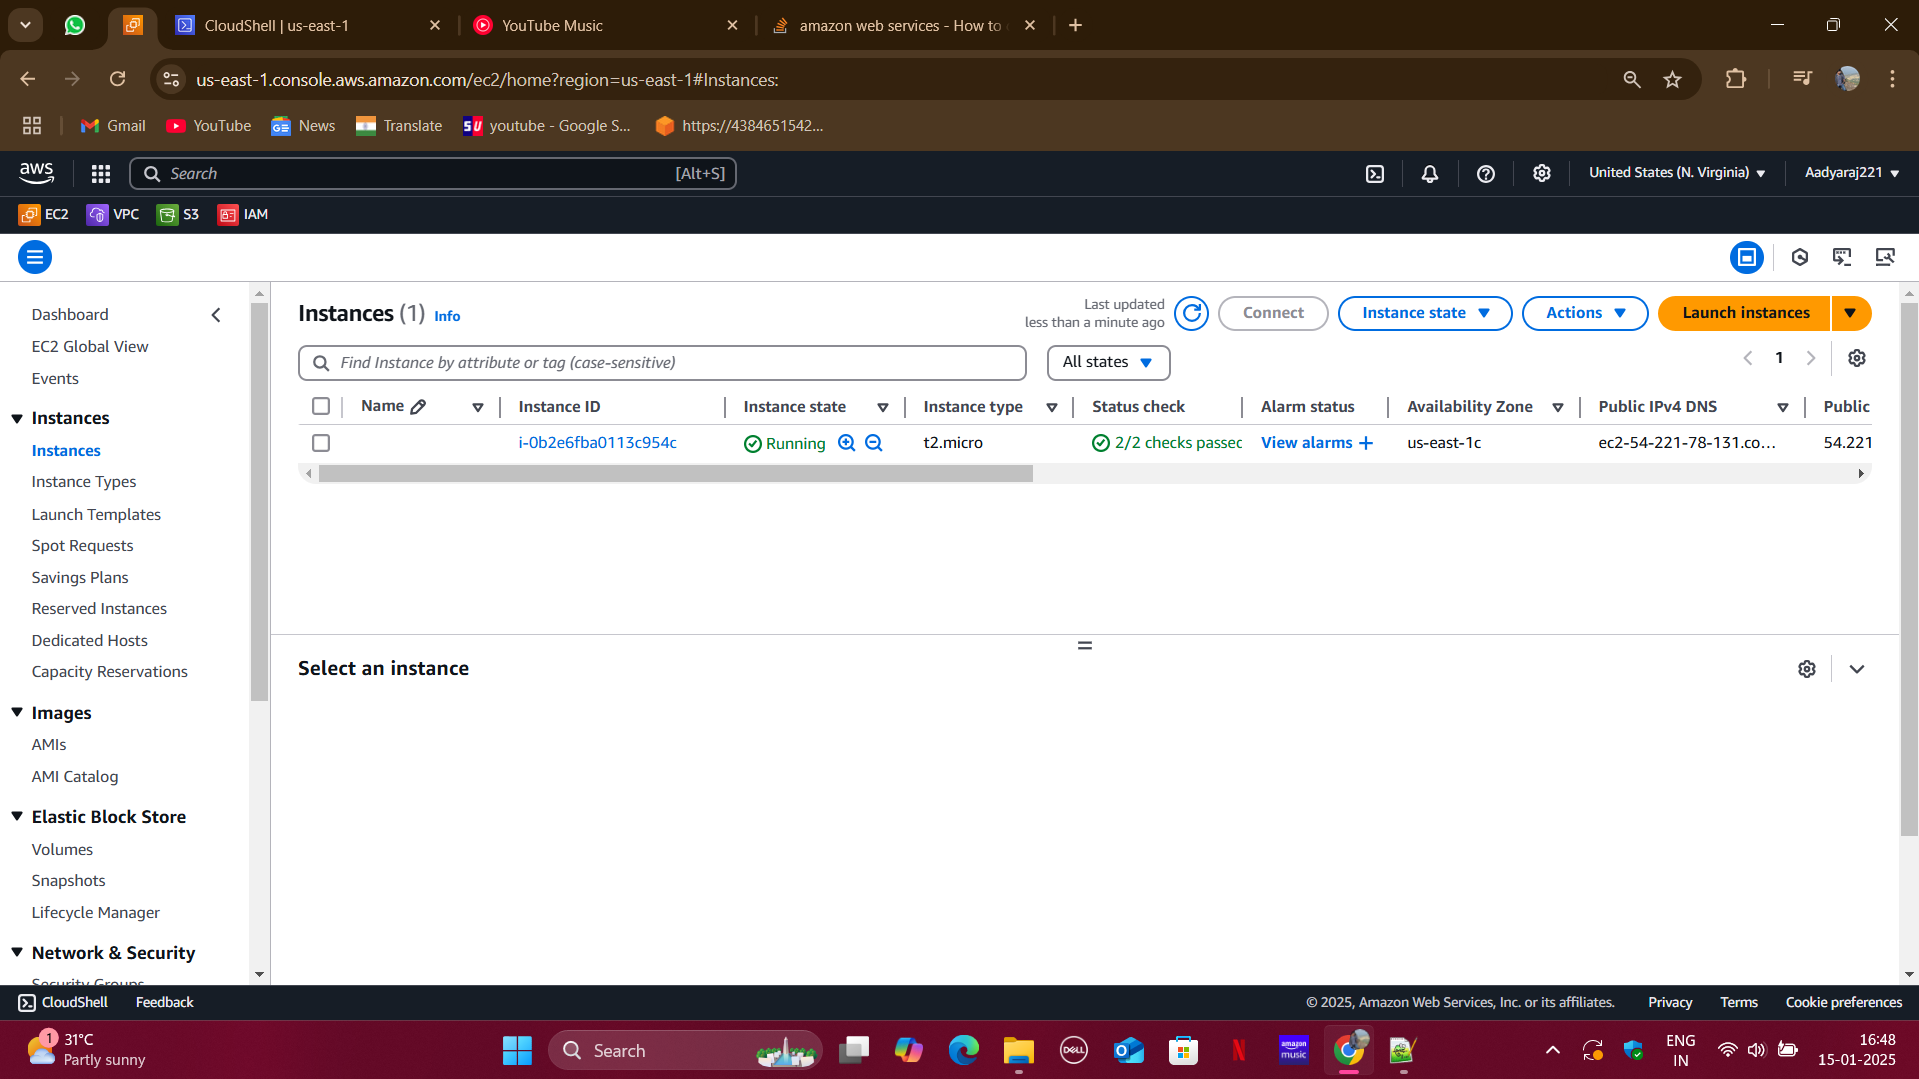 CloudShell | us-east-1
YouTube Music
amazon web services - How to
us-east-1.console.aws.amazon.com/ec2/home?region=us-east-1#Instances:
Gmail
YouTube
News
Translate
SU youtube - Google S...
https://4384651542...
aws
Search [Alt+S]
United States (N. Virginia)
Aadyaraj221
EC2
VPC
S3
IAM
Dashboard
EC2 Global View
Events
Instances
Instances
Instance Types
Launch Templates
Spot Requests
Savings Plans
Reserved Instances
Dedicated Hosts
Capacity Reservations
Images
AMIs
AMI Catalog
Elastic Block Store
Volumes
Snapshots
Lifecycle Manager
Network & Security
Security Groups
Instances (1) Info
Last updated
less than a minute ago
Connect
Instance state
Actions
Launch instances
Find Instance by attribute or tag (case-sensitive)
All states
1
Name Instance ID Instance state Instance type Status check Alarm status Availability Zone Public IPv4 DNS Public
i-0b2e6fba0113c954c Running t2.micro 2/2 checks passec View alarms + us-east-1c ec2-54-221-78-131.co... 54.221
Select an instance
CloudShell
Feedback
© 2025, Amazon Web Services, Inc. or its affiliates.
Privacy
Terms
Cookie preferences
1
31°C
Partly sunny
Search
DELL
amazon
music
ENG
IN
16:48
15-01-2025